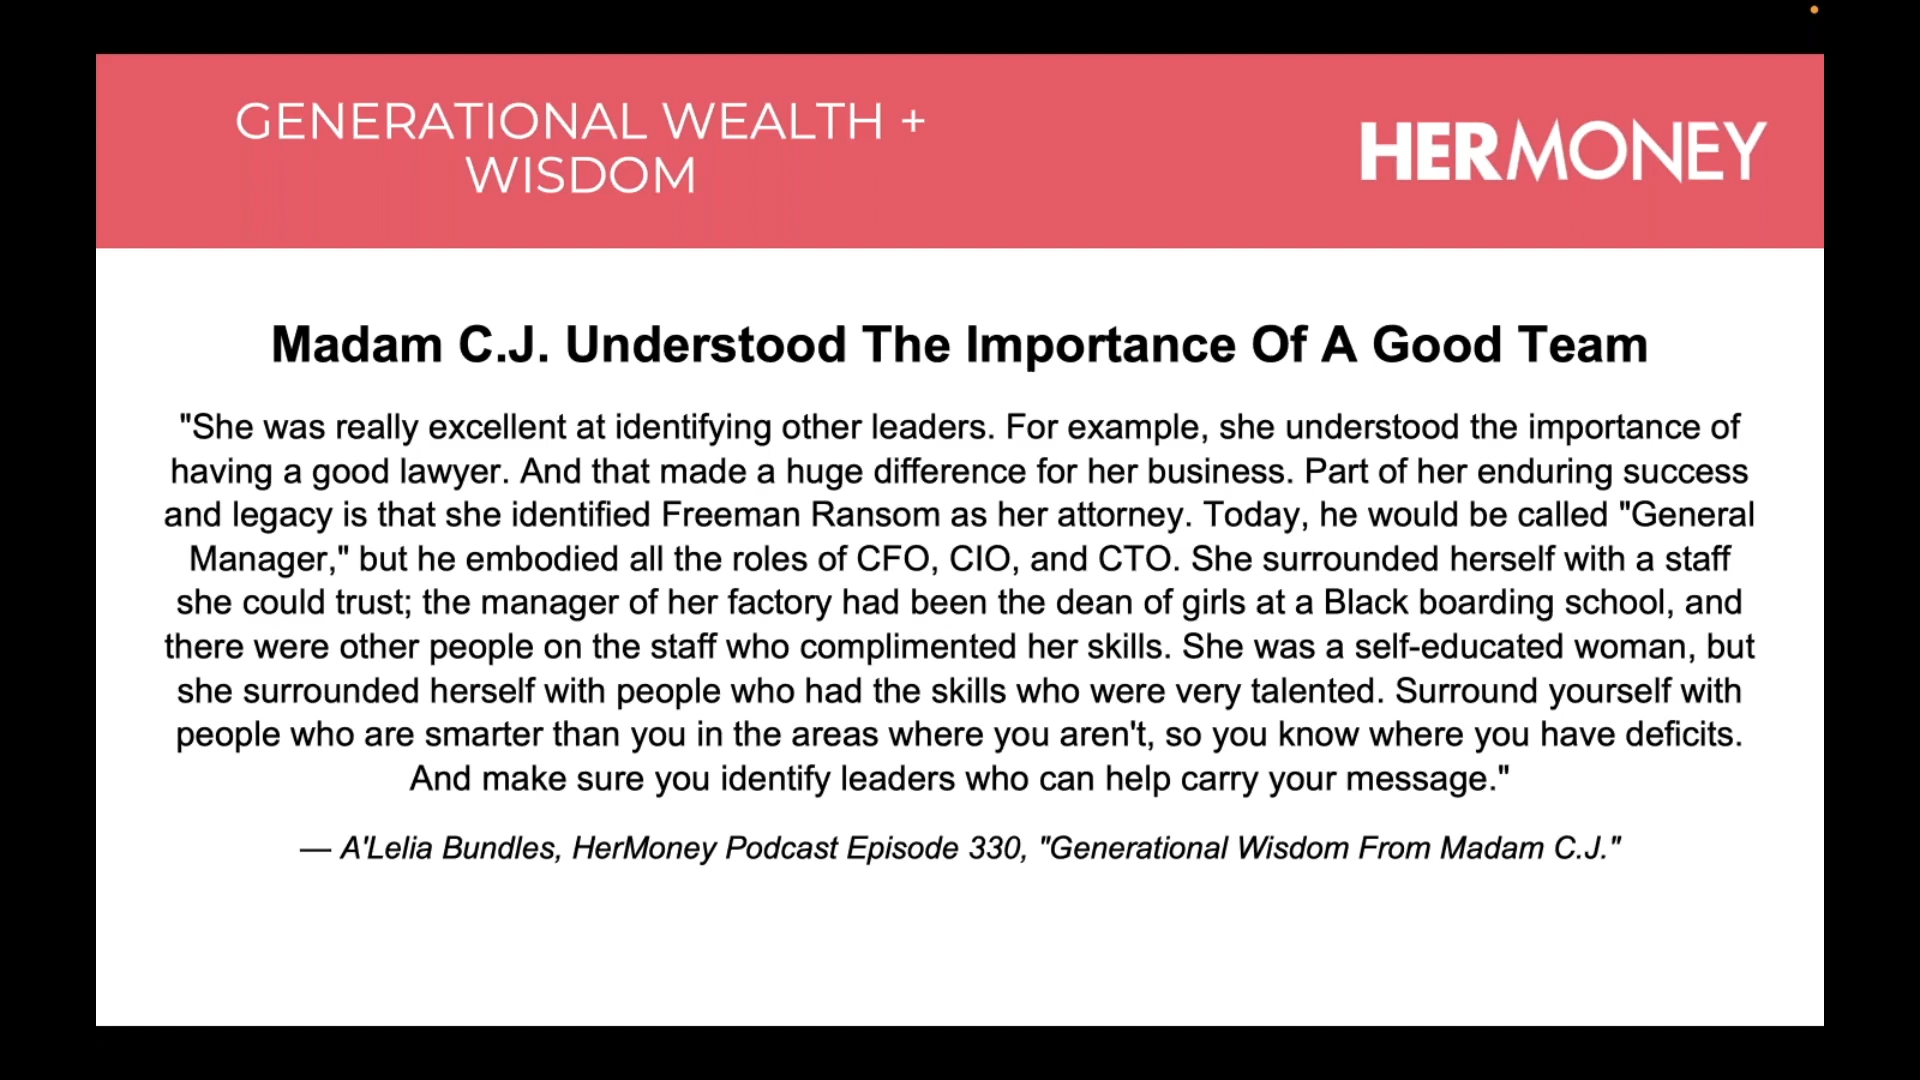 GENERATIONAL WEALTH +
WISDOM
HERMONEY
Madam C.J. Understood The Importance Of A Good Team
"She was really excellent at identifying other leaders. For example, she understood the importance of
having a good lawyer. And that made a huge difference for her business. Part of her enduring success
and legacy is that she identified Freeman Ransom as her attorney. Today, he would be called "General
Manager," but he embodied all the roles of CFO, CIO, and CTO. She surrounded herself with a staff
she could trust; the manager of her factory had been the dean of girls at a Black boarding school, and
there were other people on the staff who complimented her skills. She was a self-educated woman, but
she surrounded herself with people who had the skills who were very talented. Surround yourself with
people who are smarter than you in the areas where you aren't, so you know where you have deficits.
And make sure you identify leaders who can help carry your message."
— A'Lelia Bundles, HerMoney Podcast Episode 330, "Generational Wisdom From Madam C.J."